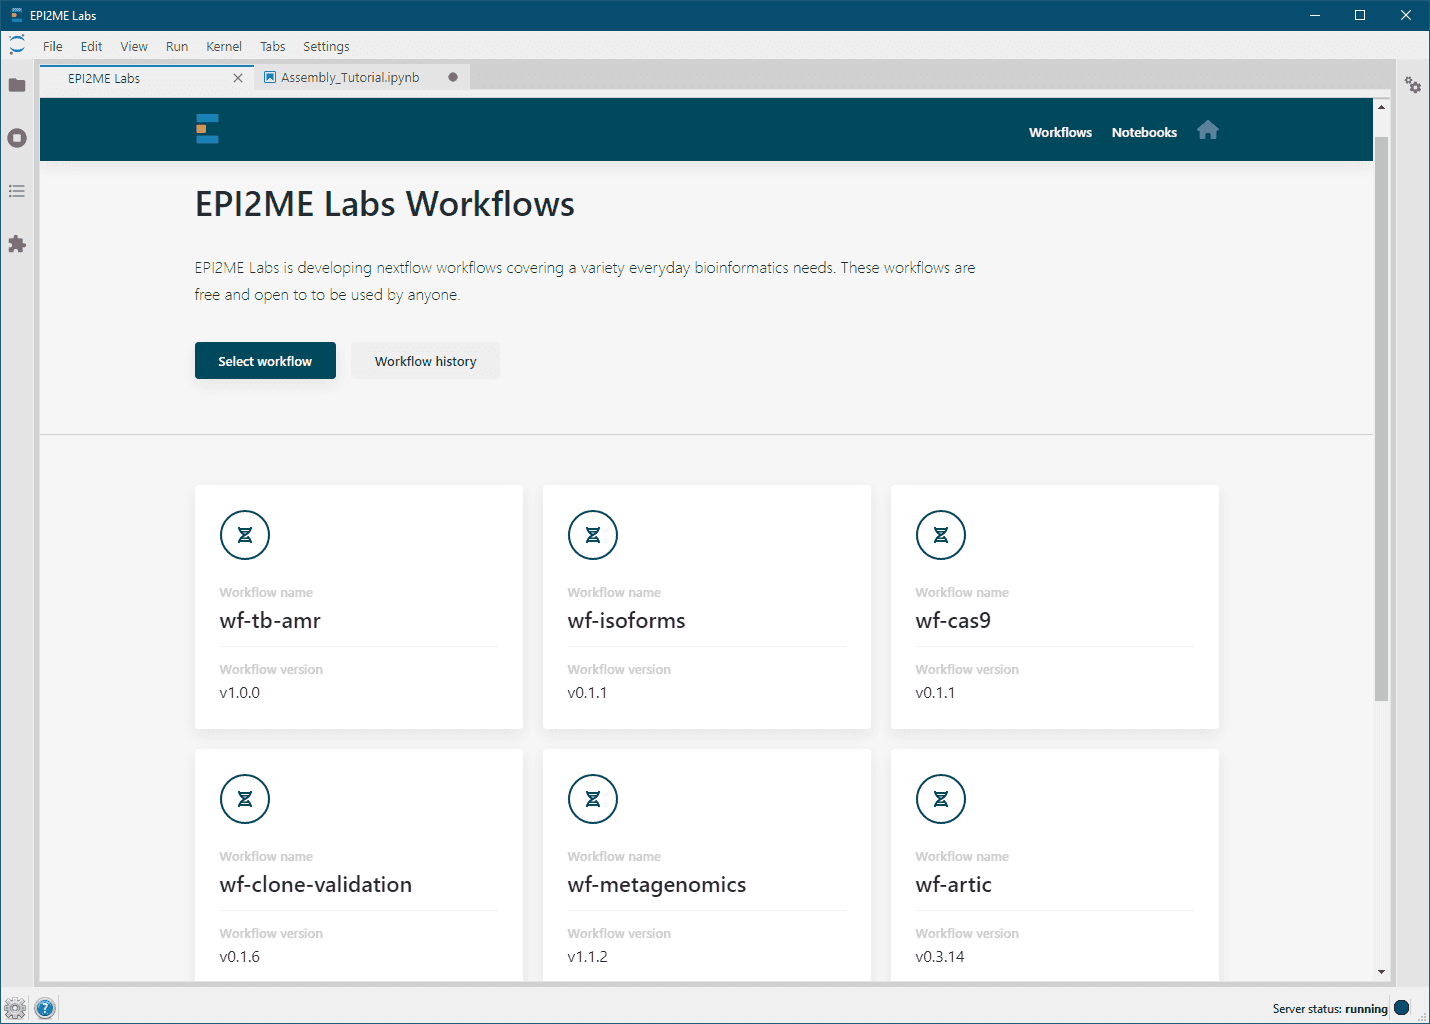 EPI2ME Labs
File Edit View Run Kernel Tabs Settings
EPI2ME Labs Assembly_Tutorial.ipynb
Workflows Notebooks
EPI2ME Labs Workflows
EPI2ME Labs is developing nextflow workflows covering a variety everyday bioinformatics needs. These workflows are
free and open to to be used by anyone.
Select workflow Workflow history
Workflow name Workflow name Workflow name
wf-tb-amr wf-isoforms wf-cas9
Workflow version Workflow version Workflow version
v1.0.0 v0.1.1 v0.1.1
Workflow name Workflow name Workflow name
wf-clone-validation wf-metagenomics wf-artic
Workflow version Workflow version Workflow version
v0.1.6 v1.1.2 v0.3.14
Server status: running